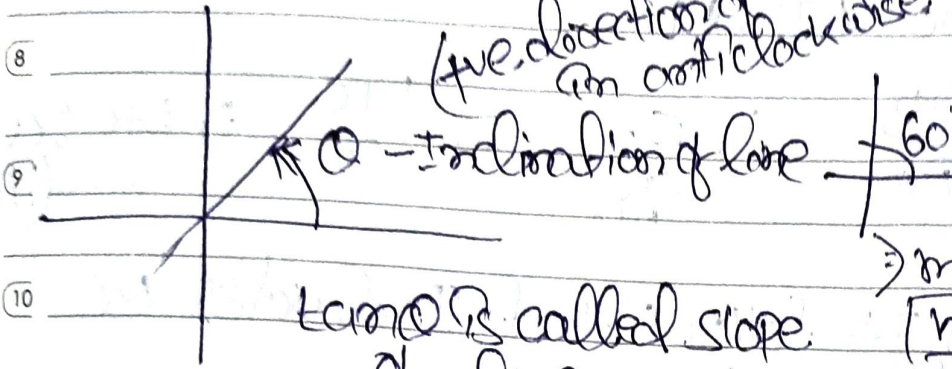 8
(+ve direction
in anticlockwise
9
θ - Inclination of line
60
10
tanθ is called slope